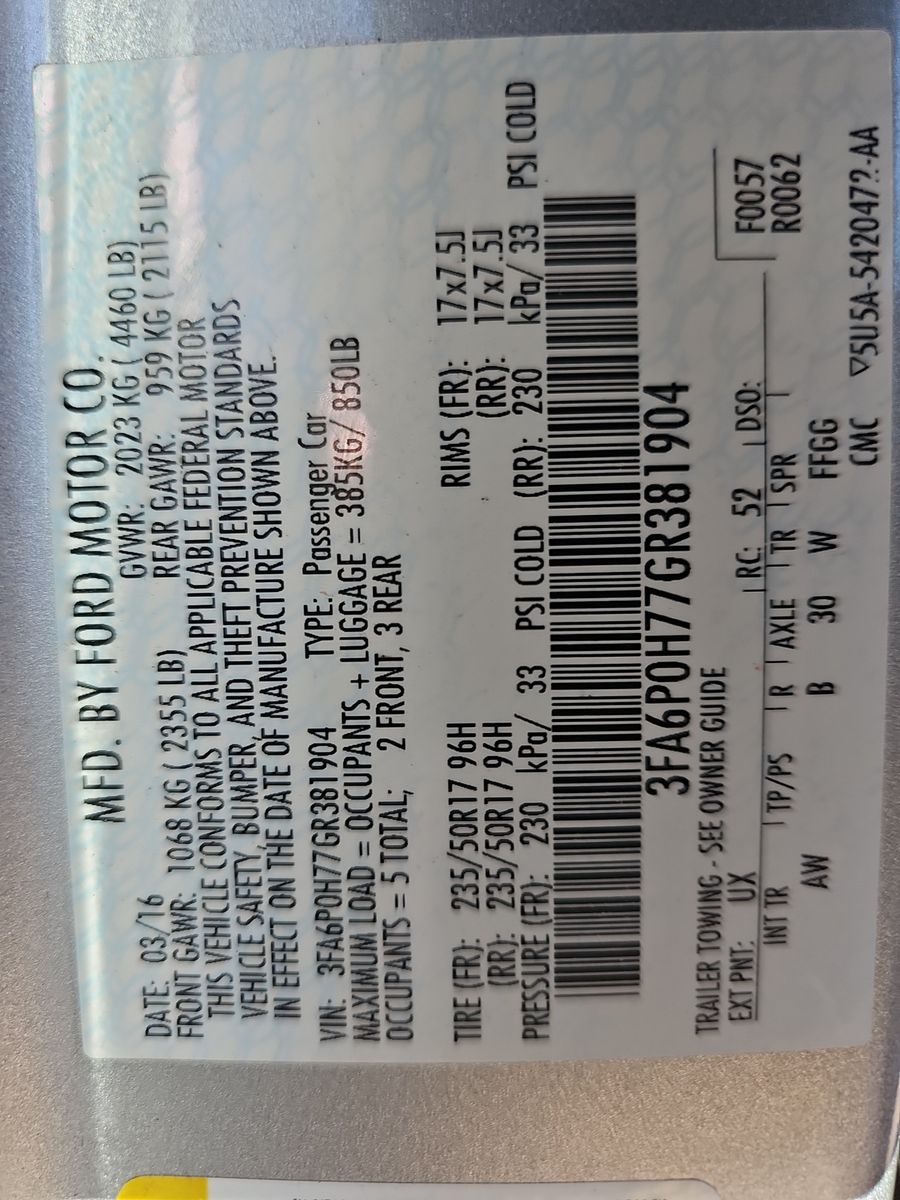 MFD. BY FORD MOTOR CO.
DATE: 03/16 GVWR: 2023 KG ( 4460 LB)
FRONT GAWR: 1068 KG ( 2355 LB) REAR GAWR: 959 KG ( 2115 LB)
THIS VEHICLE CONFORMS TO ALL APPLICABLE FEDERAL MOTOR
VEHICLE SAFETY, BUMPER, AND THEFT PREVENTION STANDARDS
IN EFFECT ON THE DATE OF MANUFACTURE SHOWN ABOVE.
VIN: 3FA6P0H77GR381904 TYPE: Passenger Car
MAXIMUM LOAD = OCCUPANTS + LUGGAGE = 385KG/ 850LB
OCCUPANTS = 5 TOTAL; 2 FRONT, 3 REAR
TIRE (FR): 235/50R17 96H RIMS (FR): 17x7.5J
(RR): 235/50R17 96H (RR): 17x7.5J
PRESSURE (FR): 230 kPa/ 33 PSI COLD (RR): 230 kPa/ 33 PSI COLD
3FA6P0H77GR381904
TRAILER TOWING - SEE OWNER GUIDE
F0057
R0062
EXT PNT: UX RC: 52 DSO:
INT TR TP/PS R AXLE TR SPR
AW B 30 W FFGG
CMC ▽5U5A-5420472-AA